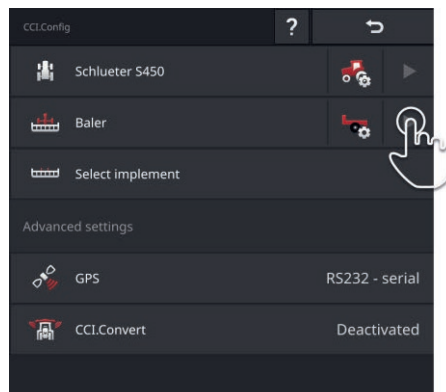 CCI.Config
?
Schlueter S450
Baler
Select implement
Advanced settings
GPS RS232 - serial
CCI.Convert Deactivated